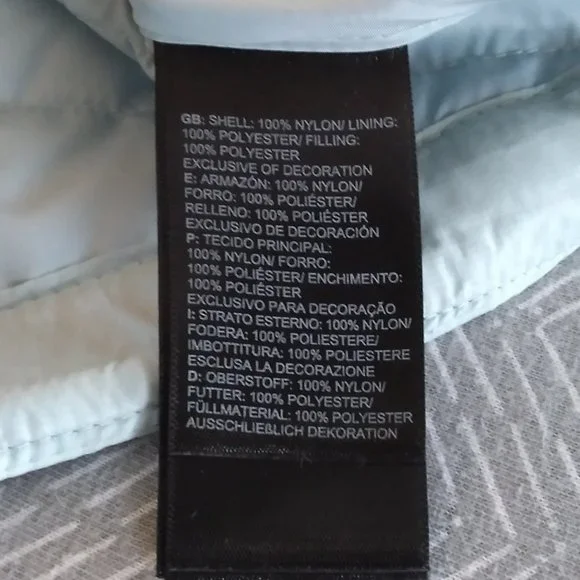 GB: SHELL: 100% NYLON/ LINING:
100% POLYESTER/ FILLING:
100% POLYESTER
EXCLUSIVE OF DECORATION
E: ARMAZÓN: 100% NYLON/
FORRO: 100% POLIÉSTER/
RELLENO: 100% POLIÉSTER
EXCLUSIVO DE DECORACIÓN
P: TECIDO PRINCIPAL:
100% NYLON/ FORRO:
100% POLIÉSTER/ ENCHIMENTO:
100% POLIÉSTER
EXCLUSIVO PARA DECORAÇÃO
I: STRATO ESTERNO: 100% NYLON/
FODERA: 100% POLIESTERE/
IMBOTTITURA: 100% POLIESTERE
ESCLUSA LA DECORAZIONE
D: OBERSTOFF: 100% NYLON/
FUTTER: 100% POLYESTER/
FÜLLMATERIAL: 100% POLYESTER
AUSSCHLIEßLICH DEKORATION